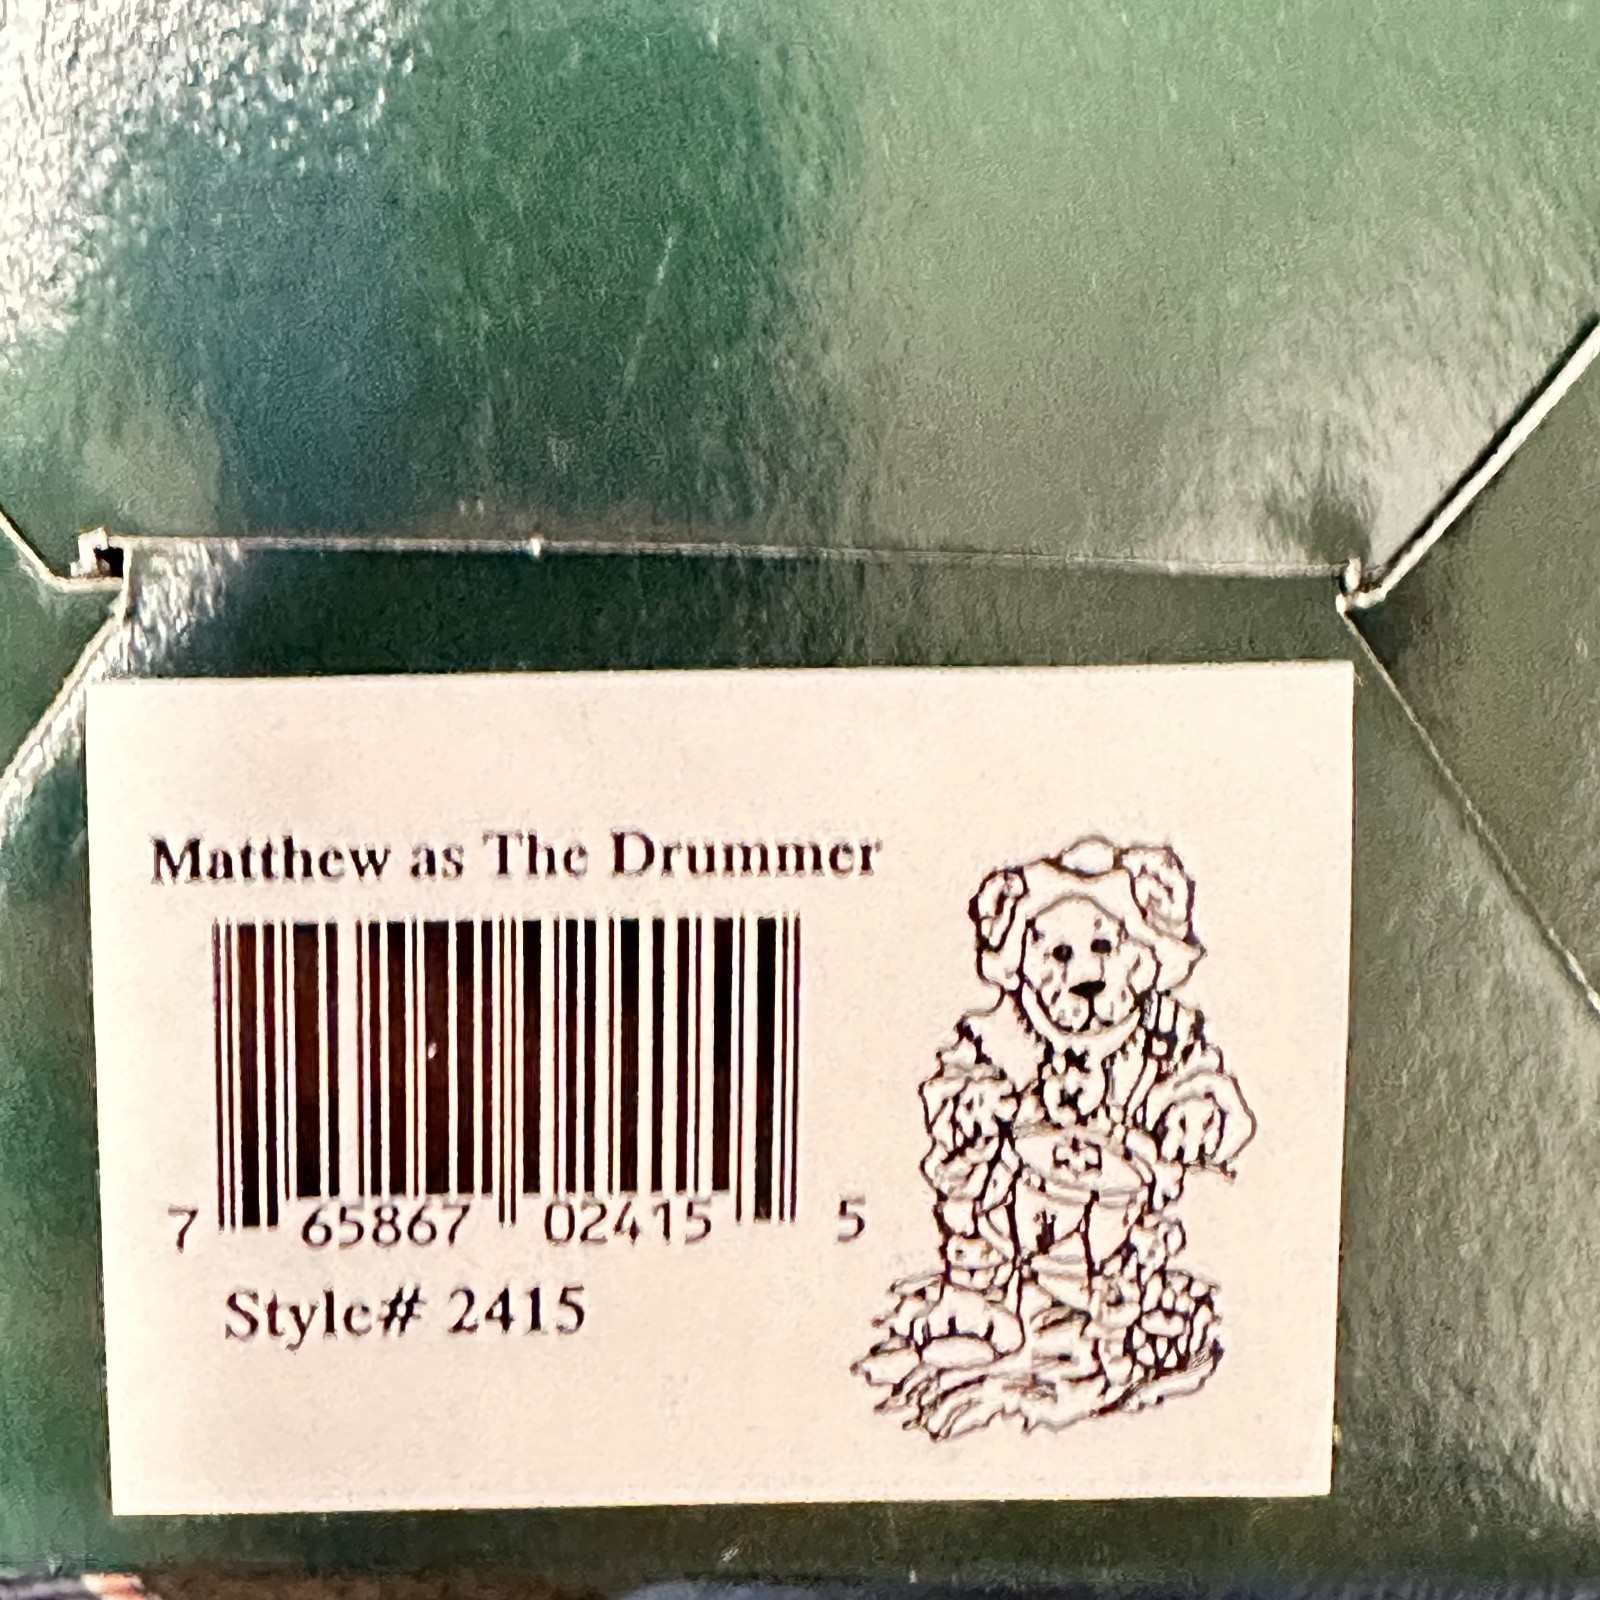 Matthew as The Drummer
7 65867 02415 5
Style# 2415